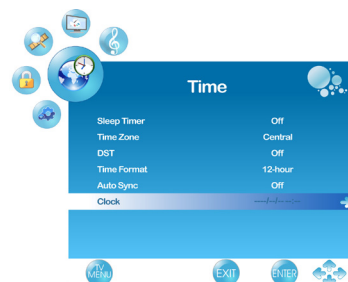 Time
Sleep Timer Off
Time Zone Central
DST Off
Time Format 12-hour
Auto Sync Off
Clock
TV MENU EXIT ENTER